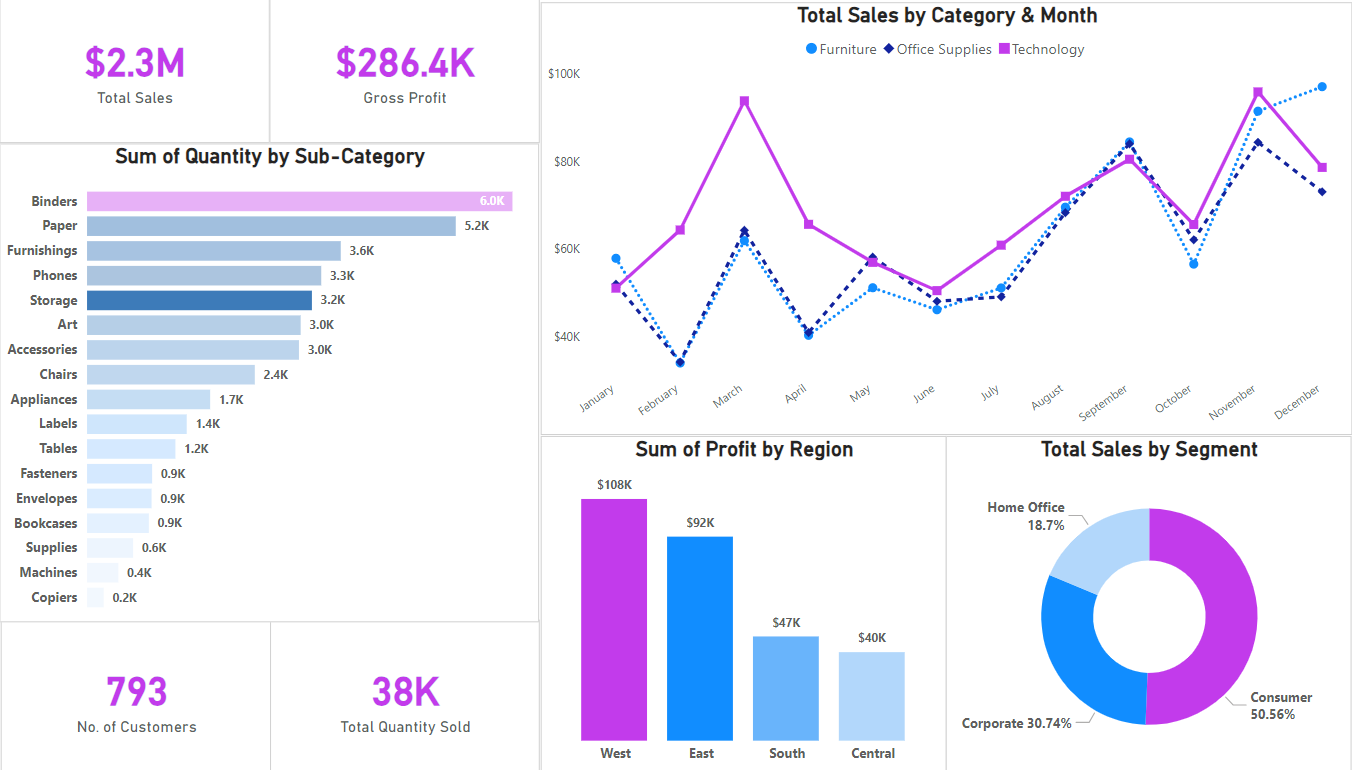 $2.3M
Total Sales
$286.4K
Gross Profit
Sum of Quantity by Sub-Category
Binders 6.0K
Paper 5.2K
Furnishings 3.6K
Phones 3.3K
Storage 3.2K
Art 3.0K
Accessories 3.0K
Chairs 2.4K
Appliances 1.7K
Labels 1.4K
Tables 1.2K
Fasteners 0.9K
Envelopes 0.9K
Bookcases 0.9K
Supplies 0.6K
Machines 0.4K
Copiers 0.2K
793
No. of Customers
38K
Total Quantity Sold
Total Sales by Category & Month
Furniture Office Supplies Technology
$100K
$80K
$60K
$40K
January February March April May June July August September October November December
Sum of Profit by Region
$108K
$92K
$47K
$40K
West East South Central
Total Sales by Segment
Home Office
18.7%
Consumer
50.56%
Corporate 30.74%